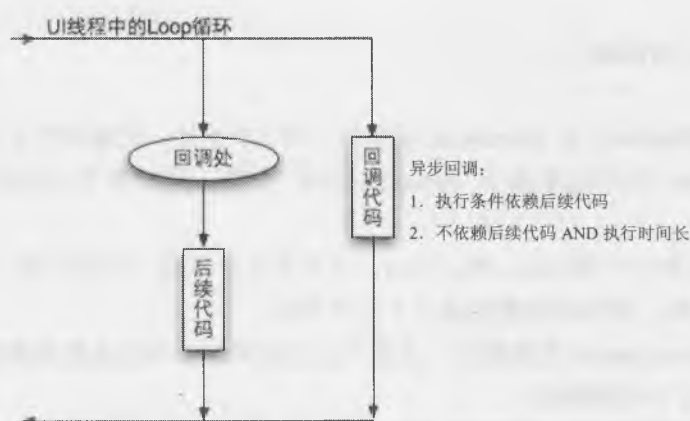 UI线程中的Loop循环
回调处
回调代码
异步回调：
1. 执行条件依赖后续代码
2. 不依赖后续代码 AND 执行时间长
后续代码